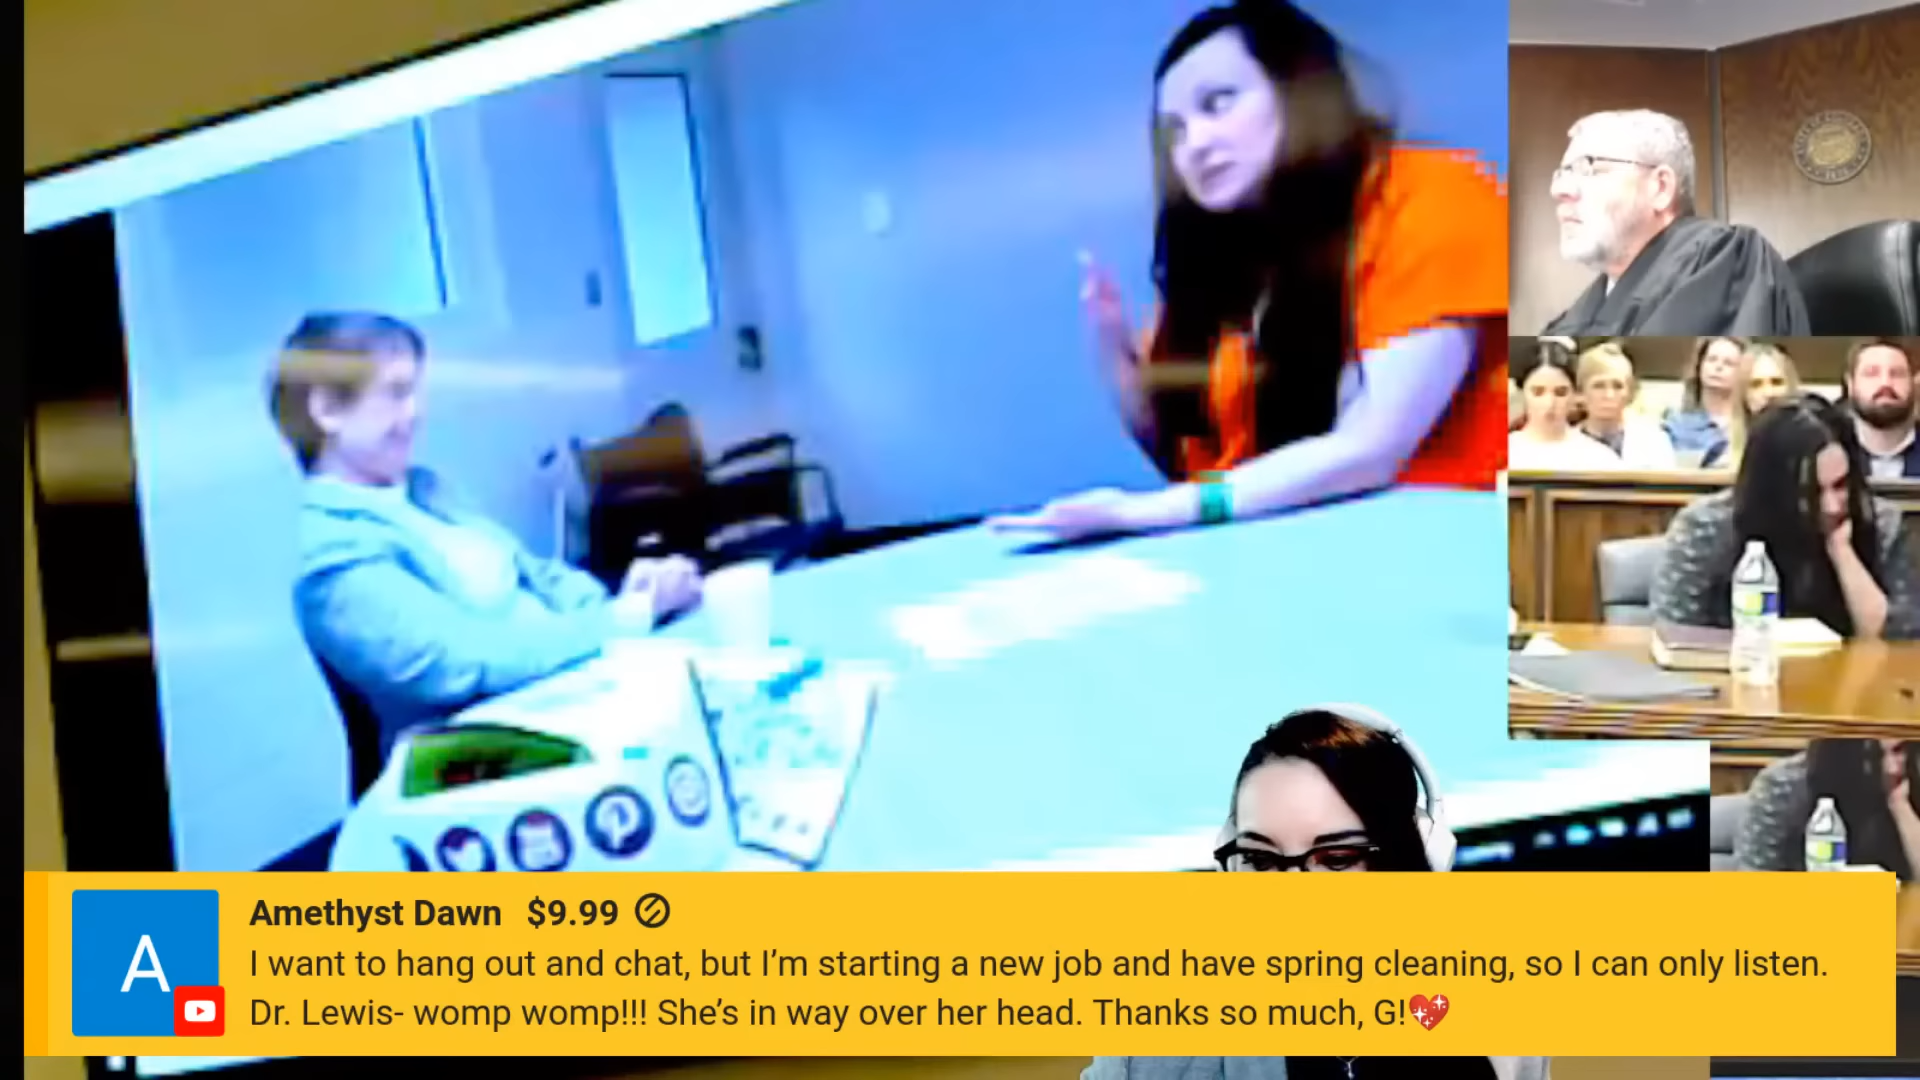 Amethyst Dawn $9.99
A
I want to hang out and chat, but I’m starting a new job and have spring cleaning, so I can only listen.
Dr. Lewis- womp womp!!! She’s in way over her head. Thanks so much, G!💖